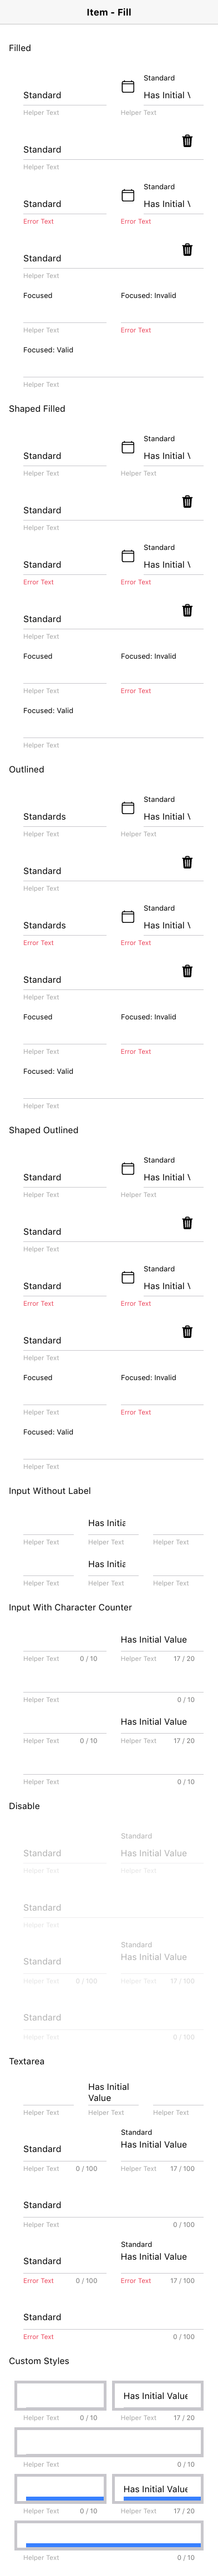 Item - Fill
Filled
Standard
Standard Has Initial \
Helper Text Helper Text
Standard
Helper Text
Standard
Standard Has Initial \
Error Text Error Text
Standard
Helper Text
Focused Focused: Invalid
Helper Text Error Text
Focused: Valid
Helper Text
Shaped Filled
Standard
Standard Has Initial \
Helper Text Helper Text
Standard
Helper Text
Standard
Standard Has Initial \
Error Text Error Text
Standard
Helper Text
Focused Focused: Invalid
Helper Text Error Text
Focused: Valid
Helper Text
Outlined
Standard
Standards Has Initial \
Helper Text Helper Text
Standard
Helper Text
Standard
Standards Has Initial \
Error Text Error Text
Standard
Helper Text
Focused Focused: Invalid
Helper Text Error Text
Focused: Valid
Helper Text
Shaped Outlined
Standard
Standard Has Initial \
Helper Text Helper Text
Standard
Helper Text
Standard
Standard Has Initial \
Error Text Error Text
Standard
Helper Text
Focused Focused: Invalid
Helper Text Error Text
Focused: Valid
Helper Text
Input Without Label
Has Initia
Helper Text Helper Text Helper Text
Has Initia
Helper Text Helper Text Helper Text
Input With Character Counter
Has Initial Value
Helper Text 0 / 10 Helper Text 17 / 20
Helper Text 0 / 10
Has Initial Value
Helper Text 0 / 10 Helper Text 17 / 20
Helper Text 0 / 10
Disable
Standard
Standard Has Initial Value
Helper Text Helper Text
Standard
Helper Text
Standard
Standard Has Initial Value
Helper Text 0 / 100 Helper Text 17 / 100
Standard
Helper Text 0 / 100
Textarea
Has Initial
Value
Helper Text Helper Text Helper Text
Standard
Standard Has Initial Value
Helper Text 0 / 100 Helper Text 17 / 100
Standard
Helper Text 0 / 100
Standard
Standard Has Initial Value
Error Text 0 / 100 Error Text 17 / 100
Standard
Error Text 0 / 100
Custom Styles
Has Initial Value
Helper Text 0 / 10 Helper Text 17 / 20
Helper Text 0 / 10
Has Initial Value
Helper Text 0 / 10 Helper Text 17 / 20
Helper Text 0 / 10